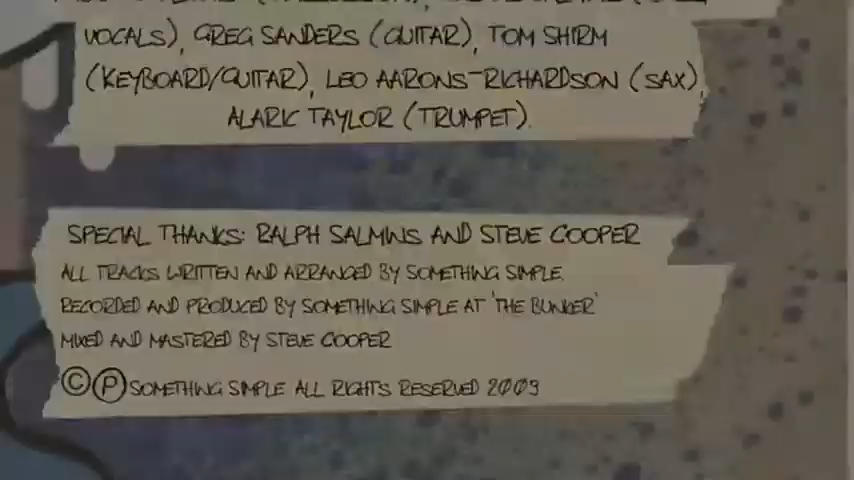 VOCALS), GREG SANDERS (GUITAR), TOM SHIRM
(KEYBOARD/GUITAR), LEO AARONS-RICHARDSON (SAX),
ALARIC TAYLOR (TRUMPET).
SPECIAL THANKS: RALPH SALMINS AND STEVE COOPER
ALL TRACKS WRITTEN AND ARRANGED BY SOMETHING SIMPLE.
RECORDED AND PRODUCED BY SOMETHING SIMPLE AT 'THE BUNKER'
MIXED AND MASTERED BY STEVE COOPER
©℗ SOMETHING SIMPLE ALL RIGHTS RESERVED 2009